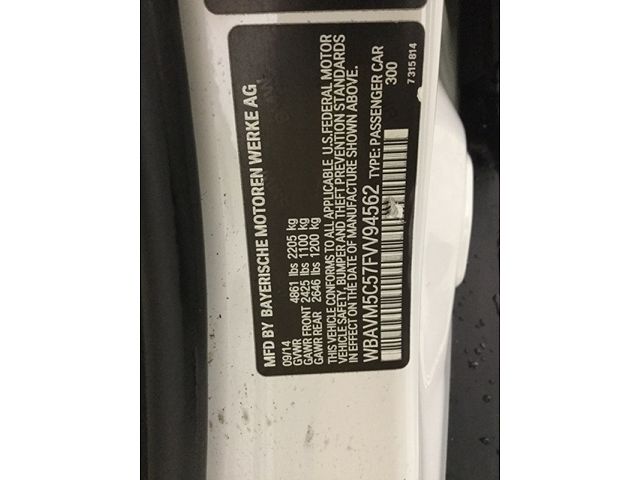 MFD BY BAYERISCHE MOTOREN WERKE AG
09/14
GVWR 4861 lbs 2205 kg
GAWR FRONT 2425 lbs 1100 kg
GAWR REAR 2646 lbs 1200 kg
THIS VEHICLE CONFORMS TO ALL APPLICABLE U.S.FEDERAL MOTOR
VEHICLE SAFETY, BUMPER AND THEFT PREVENTION STANDARDS
IN EFFECT ON THE DATE OF MANUFACTURE SHOWN ABOVE.
WBAVM5C57FVV94562 TYPE: PASSENGER CAR
300
7 315 814